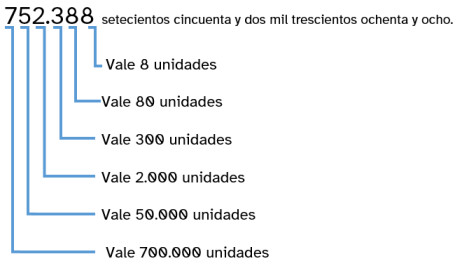 752.388 setecientos cincuenta y dos mil trescientos ochenta y ocho.
Vale 8 unidades
Vale 80 unidades
Vale 300 unidades
Vale 2.000 unidades
Vale 50.000 unidades
Vale 700.000 unidades